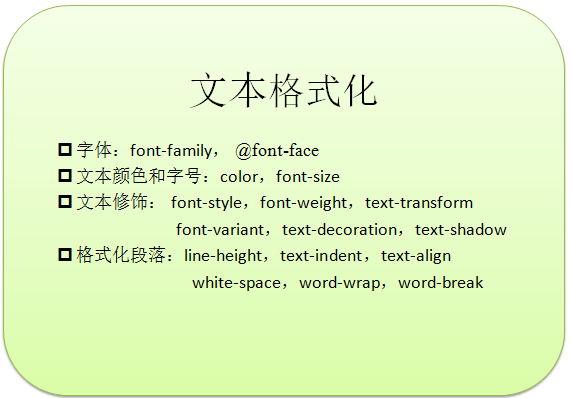 文本格式化
字体：font-family， @font-face
文本颜色和字号：color，font-size
文本修饰： font-style，font-weight，text-transform
font-variant，text-decoration，text-shadow
格式化段落：line-height，text-indent，text-align
white-space，word-wrap，word-break